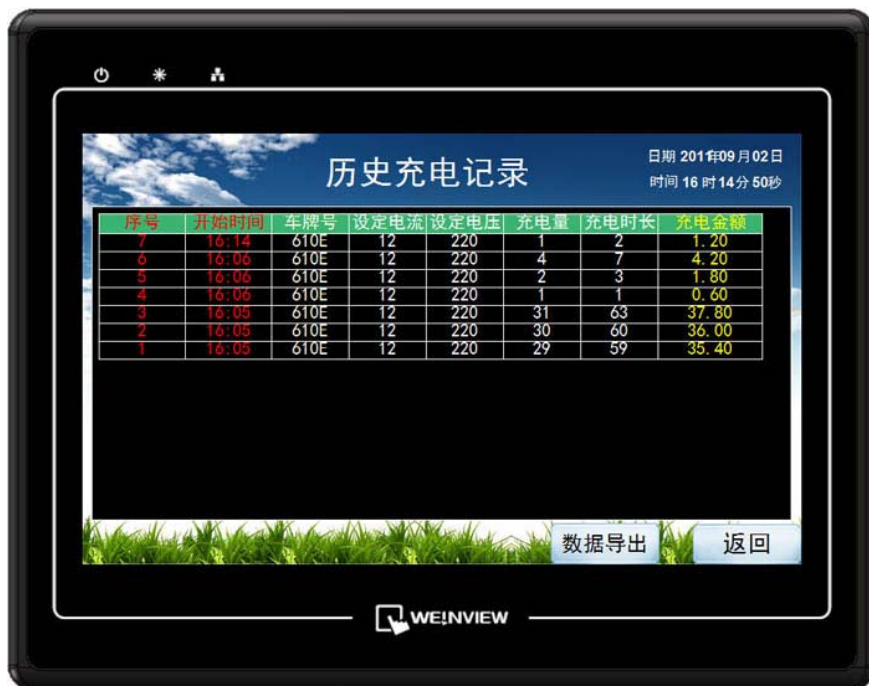 历史充电记录
日期 2011年09月02日
时间 16时14分50秒
序号 开始时间 车牌号 设定电流 设定电压 充电量 充电时长 充电金额
7 16:14 610E 12 220 1 2 1.20
6 16:06 610E 12 220 4 7 4.20
5 16:06 610E 12 220 2 3 1.80
4 16:06 610E 12 220 1 1 0.60
3 16:05 610E 12 220 31 63 37.80
2 16:05 610E 12 220 30 60 36.00
1 16:05 610E 12 220 29 59 35.40
数据导出 返回
WE!NVIEW